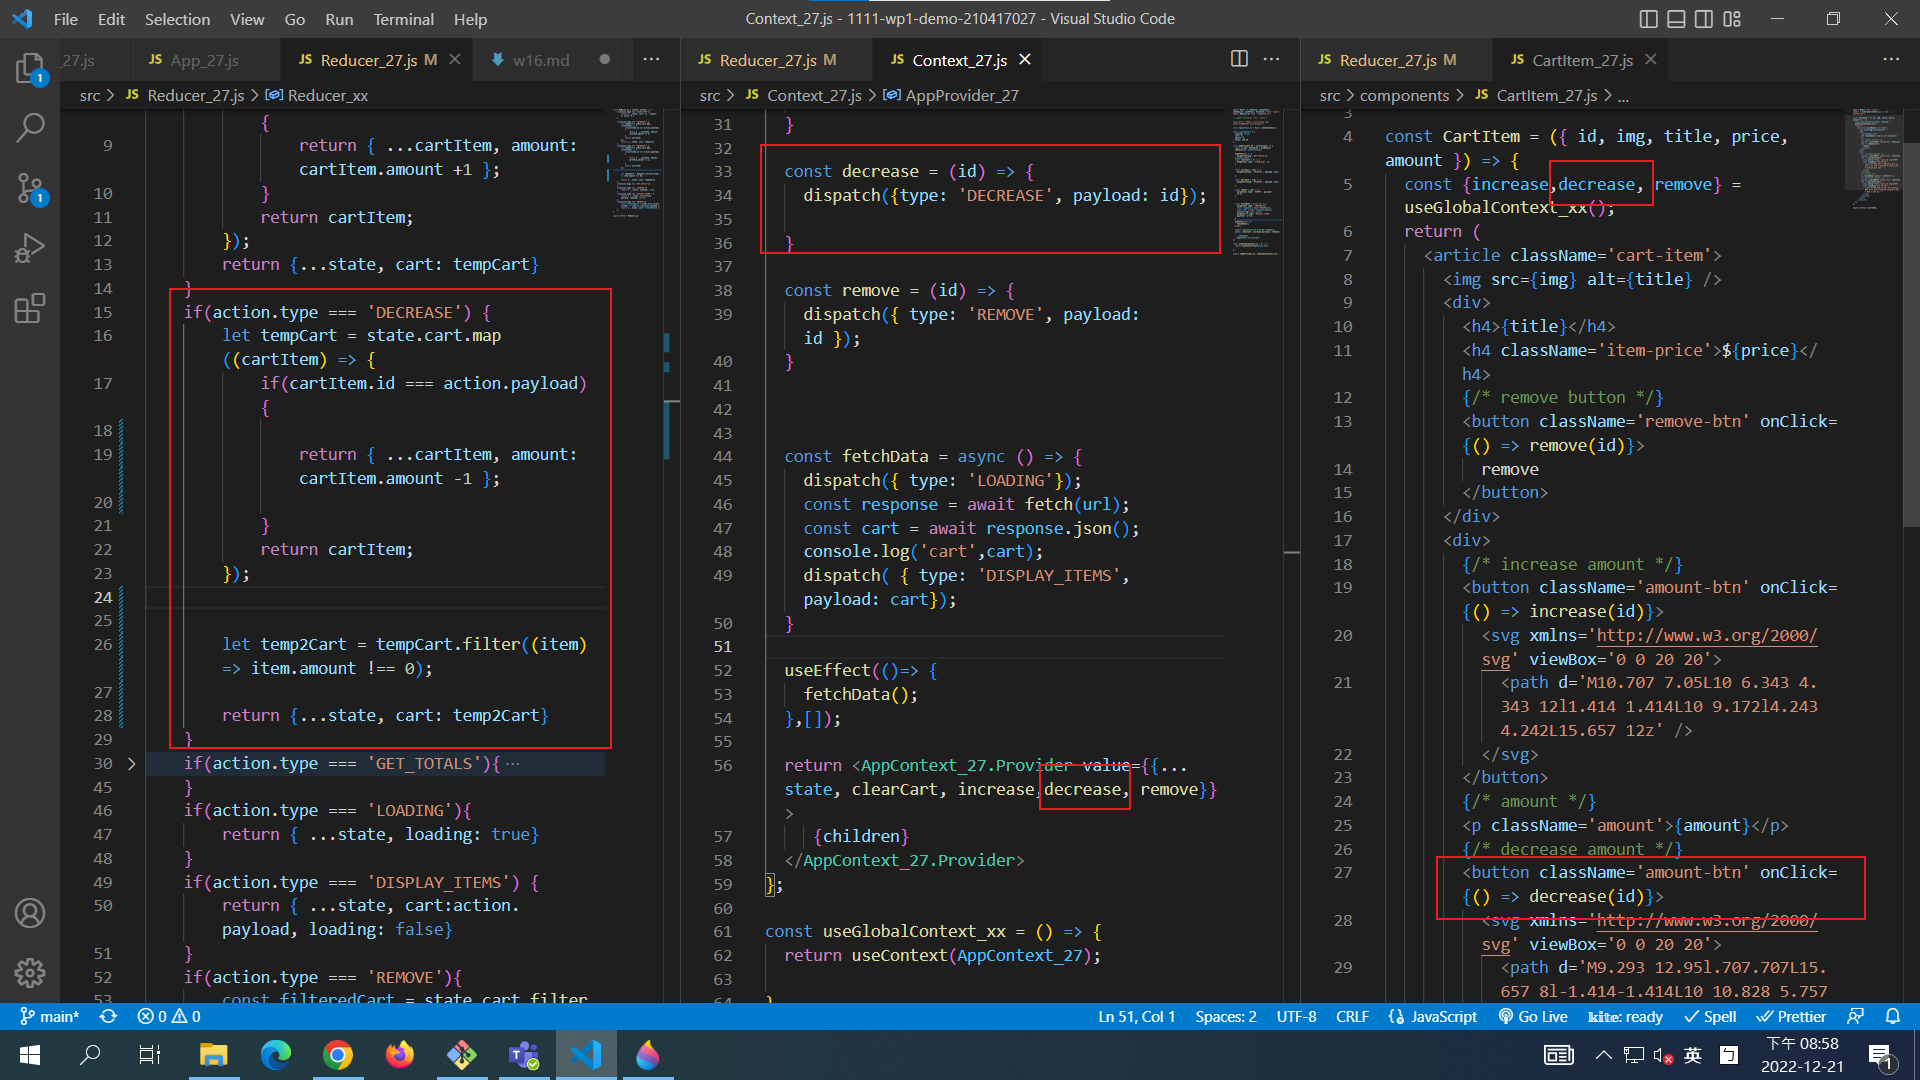 File Edit Selection View Go Run Terminal Help
Context_27.js - 1111-wp1-demo-210417027 - Visual Studio Code
_27.js
JS App_27.js
JS Reducer_27.js M
w16.md
src > JS Reducer_27.js > Reducer_xx
{
9 return { ...cartItem, amount:
cartItem.amount +1 };
10 }
11 return cartItem;
12 });
13 return {...state, cart: tempCart}
14 }
15 if(action.type === 'DECREASE') {
16 let tempCart = state.cart.map
((cartItem) => {
17 if(cartItem.id === action.payload)
{
18
19 return { ...cartItem, amount:
cartItem.amount -1 };
20
21 }
22 return cartItem;
23 });
24
25
26 let temp2Cart = tempCart.filter((item)
=> item.amount !== 0);
27
28 return {...state, cart: temp2Cart}
29 }
30 if(action.type === 'GET_TOTALS'){ ···
45 }
46 if(action.type === 'LOADING'){
47 return { ...state, loading: true}
48 }
49 if(action.type === 'DISPLAY_ITEMS') {
50 return { ...state, cart:action.
payload, loading: false}
51 }
52 if(action.type === 'REMOVE'){
53 const filteredCart = state.cart.filter
JS Reducer_27.js M
JS Context_27.js
src > JS Context_27.js > AppProvider_27
31 }
32
33 const decrease = (id) => {
34 dispatch({type: 'DECREASE', payload: id});
35
36 }
37
38 const remove = (id) => {
39 dispatch({ type: 'REMOVE', payload:
id });
40 }
41
42
43
44 const fetchData = async () => {
45 dispatch({ type: 'LOADING'});
46 const response = await fetch(url);
47 const cart = await response.json();
48 console.log('cart',cart);
49 dispatch( { type: 'DISPLAY_ITEMS',
payload: cart});
50 }
51
52 useEffect(()=> {
53 fetchData();
54 },[]);
55
56 return <AppContext_27.Provider value={{...
state, clearCart, increase,decrease, remove}}
>
57 {children}
58 </AppContext_27.Provider>
59 };
60
61 const useGlobalContext_xx = () => {
62 return useContext(AppContext_27);
63
64 }
JS Reducer_27.js M
JS CartItem_27.js
src > components > JS CartItem_27.js > ...
3
4 const CartItem = ({ id, img, title, price,
amount }) => {
5 const {increase,decrease, remove} =
useGlobalContext_xx();
6 return (
7 <article className='cart-item'>
8 <img src={img} alt={title} />
9 <div>
10 <h4>{title}</h4>
11 <h4 className='item-price'>${price}</
h4>
12 {/* remove button */}
13 <button className='remove-btn' onClick=
{() => remove(id)}>
14 remove
15 </button>
16 </div>
17 <div>
18 {/* increase amount */}
19 <button className='amount-btn' onClick=
{() => increase(id)}>
20 <svg xmlns='http://www.w3.org/2000/
svg' viewBox='0 0 20 20'>
21 <path d='M10.707 7.05L10 6.343 4.
343 12l1.414 1.414L10 9.172l4.243
4.242L15.657 12z' />
22 </svg>
23 </button>
24 {/* amount */}
25 <p className='amount'>{amount}</p>
26 {/* decrease amount */}
27 <button className='amount-btn' onClick=
{() => decrease(id)}>
28 <svg xmlns='http://www.w3.org/2000/
svg' viewBox='0 0 20 20'>
29 <path d='M9.293 12.95l.707.707L15.
657 8l-1.414-1.414L10 10.828 5.757
main* 0 0
Ln 51, Col 1 Spaces: 2 UTF-8 CRLF JavaScript Go Live kite: ready Spell Prettier
英 下午 08:58
2022-12-21
1